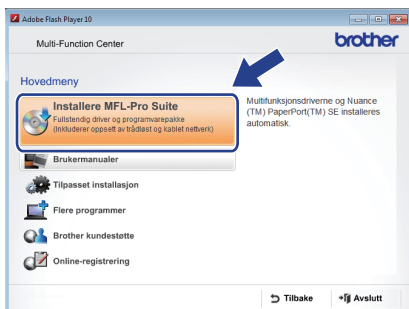 Adobe Flash Player 10
Multi-Function Center
brother
Hovedmeny
Installere MFL-Pro Suite
Fullstendig driver og programvarepakke
(Inkluderer oppsett av trådløst og kablet nettverk)
Multifunksjonsdriverne og Nuance
(TM) PaperPort(TM) SE installeres
automatisk.
Brukermanualer
Tilpasset installasjon
Flere programmer
Brother kundestøtte
Online-registrering
Tilbake
Avslutt